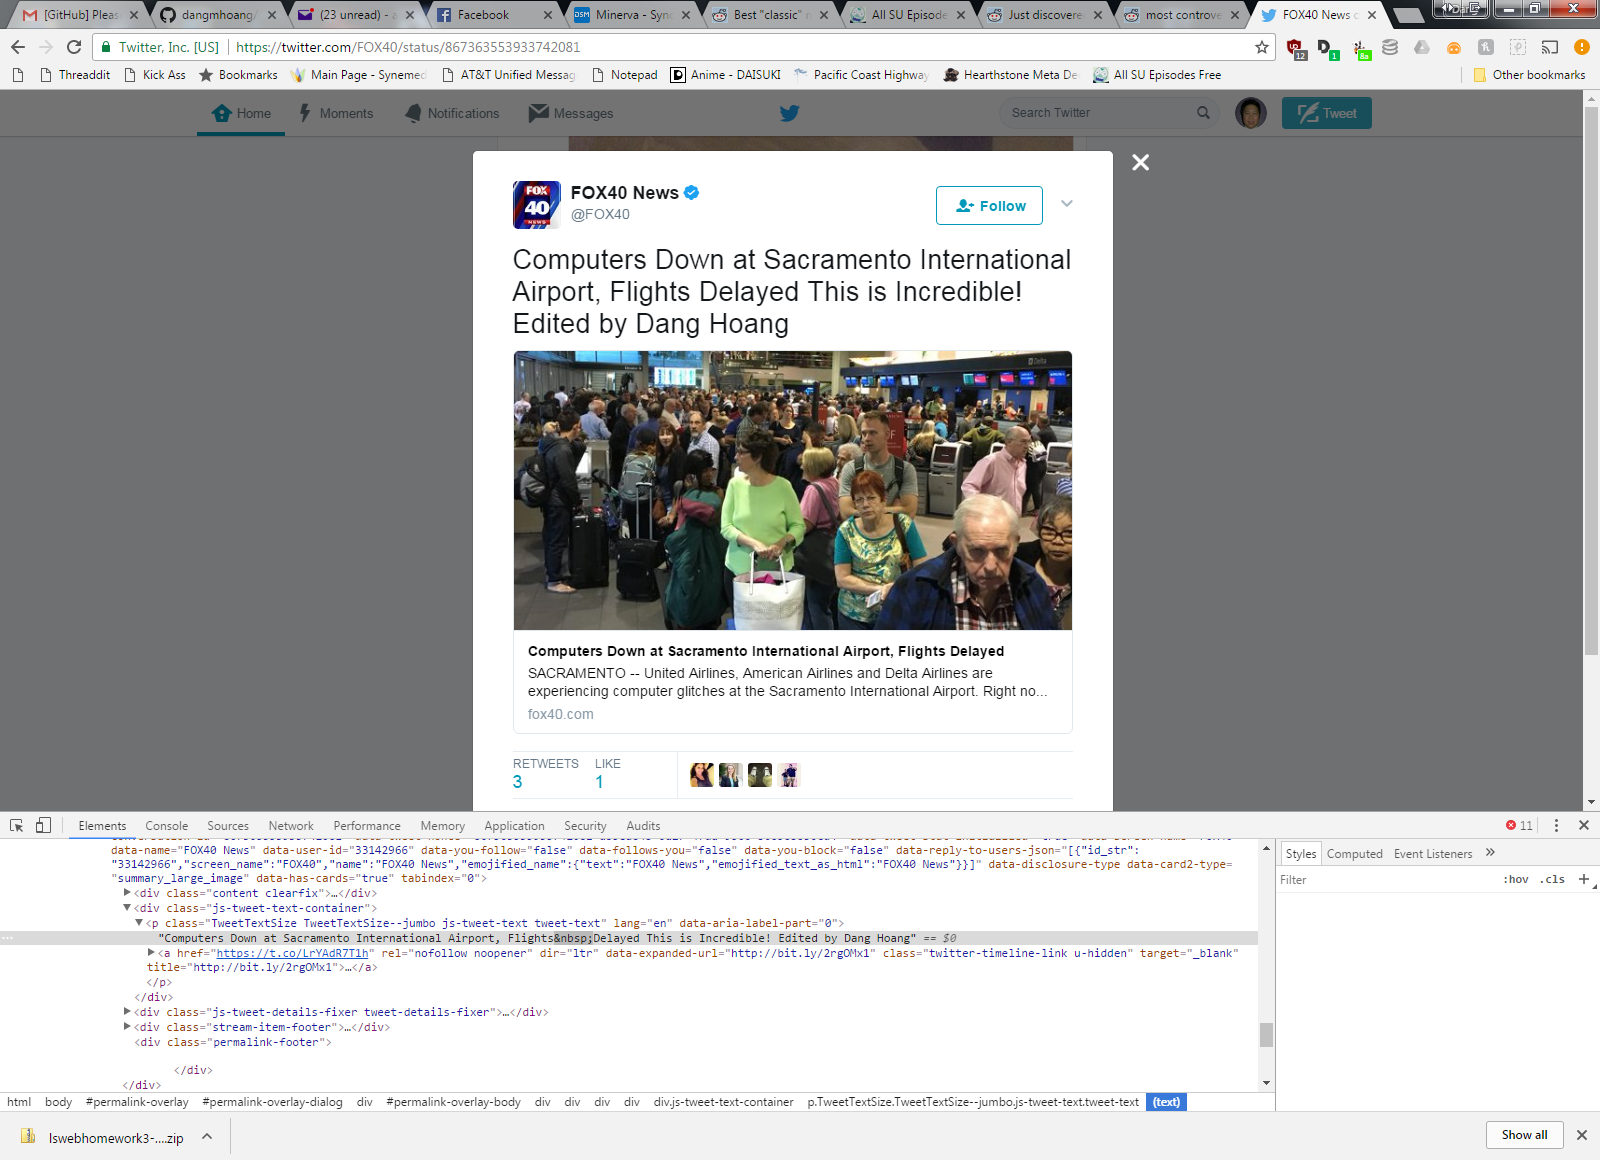 [GitHub] Pleas
dangmhoang/
(23 unread) - a
Facebook
Minerva - Syn
Best "classic"
All SU Episode
Just discovere
most controve
FOX40 News o
Twitter, Inc. [US]
https://twitter.com/FOX40/status/867363553933742081
12
1
8a
Threaddit
Kick Ass
Bookmarks
Main Page - Synemed
AT&T Unified Messag
Notepad
Anime - DAISUKI
Pacific Coast Highway
Hearthstone Meta De
All SU Episodes Free
Other bookmarks
Home
Moments
Notifications
Messages
Search Twitter
Tweet
FOX
40
NEWS
FOX40 News
@FOX40
Follow
Computers Down at Sacramento International
Airport, Flights Delayed This is Incredible!
Edited by Dang Hoang
Delta
Computers Down at Sacramento International Airport, Flights Delayed
SACRAMENTO -- United Airlines, American Airlines and Delta Airlines are
experiencing computer glitches at the Sacramento International Airport. Right no...
fox40.com
RETWEETS
LIKE
3
1
Elements
Console
Sources
Network
Performance
Memory
Application
Security
Audits
11
data-name="FOX40 News" data-user-id="33142966" data-you-follow="false" data-follows-you="false" data-you-block="false" data-reply-to-users-json="[{"id_str":
"33142966","screen_name":"FOX40","name":"FOX40 News","emojified_name":{"text":"FOX40 News","emojified_text_as_html":"FOX40 News"}}]" data-disclosure-type data-card2-type=
"summary_large_image" data-has-cards="true" tabindex="0">
<div class="content clearfix">…</div>
<div class="js-tweet-text-container">
<p class="TweetTextSize TweetTextSize--jumbo js-tweet-text tweet-text" lang="en" data-aria-label-part="0">
"Computers Down at Sacramento International Airport, Flights&nbsp;Delayed This is Incredible! Edited by Dang Hoang" == $0
<a href="https://t.co/LrYAdR7T1h" rel="nofollow noopener" dir="ltr" data-expanded-url="http://bit.ly/2rgOMx1" class="twitter-timeline-link u-hidden" target="_blank"
title="http://bit.ly/2rgOMx1">…</a>
</p>
</div>
<div class="js-tweet-details-fixer tweet-details-fixer">…</div>
<div class="stream-item-footer">…</div>
<div class="permalink-footer">
</div>
</div>
Styles
Computed
Event Listeners
Filter
:hov
.cls
html
body
#permalink-overlay
#permalink-overlay-dialog
div
#permalink-overlay-body
div
div
div
div
div.js-tweet-text-container
p.TweetTextSize.TweetTextSize--jumbo.js-tweet-text.tweet-text
(text)
lswebhomework3-....zip
Show all